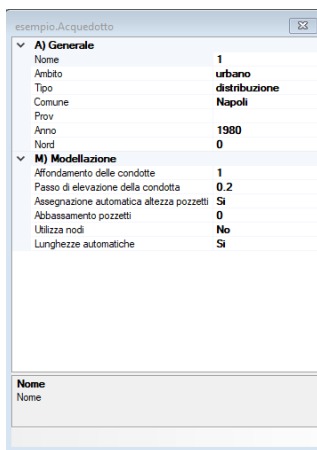 esempio.Acquedotto
A) Generale
Nome 1
Ambito urbano
Tipo distribuzione
Comune Napoli
Prov
Anno 1980
Nord 0
M) Modellazione
Affondamento delle condotte 1
Passo di elevazione della condotta 0.2
Assegnazione automatica altezza pozzetti Si
Abbassamento pozzetti 0
Utilizza nodi No
Lunghezze automatiche Si
Nome
Nome